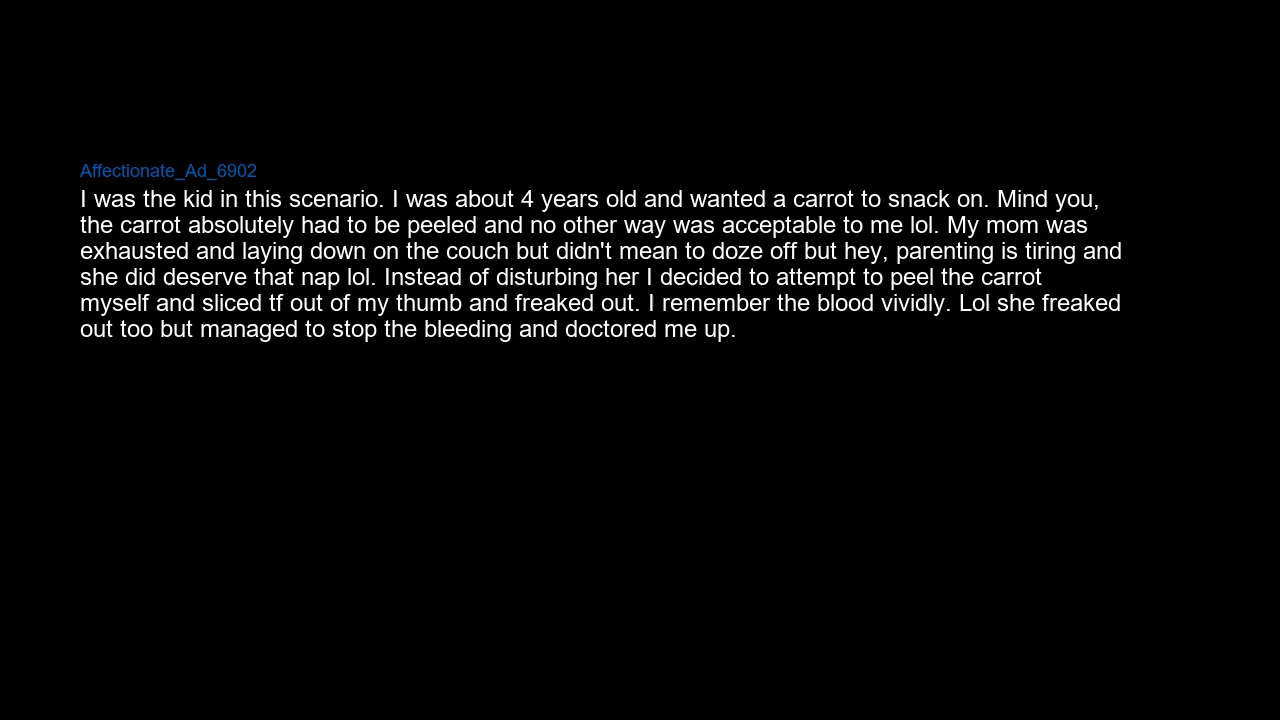 Affectionate_Ad_6902
I was the kid in this scenario. I was about 4 years old and wanted a carrot to snack on. Mind you,
the carrot absolutely had to be peeled and no other way was acceptable to me lol. My mom was
exhausted and laying down on the couch but didn't mean to doze off but hey, parenting is tiring and
she did deserve that nap lol. Instead of disturbing her I decided to attempt to peel the carrot
myself and sliced tf out of my thumb and freaked out. I remember the blood vividly. Lol she freaked
out too but managed to stop the bleeding and doctored me up.